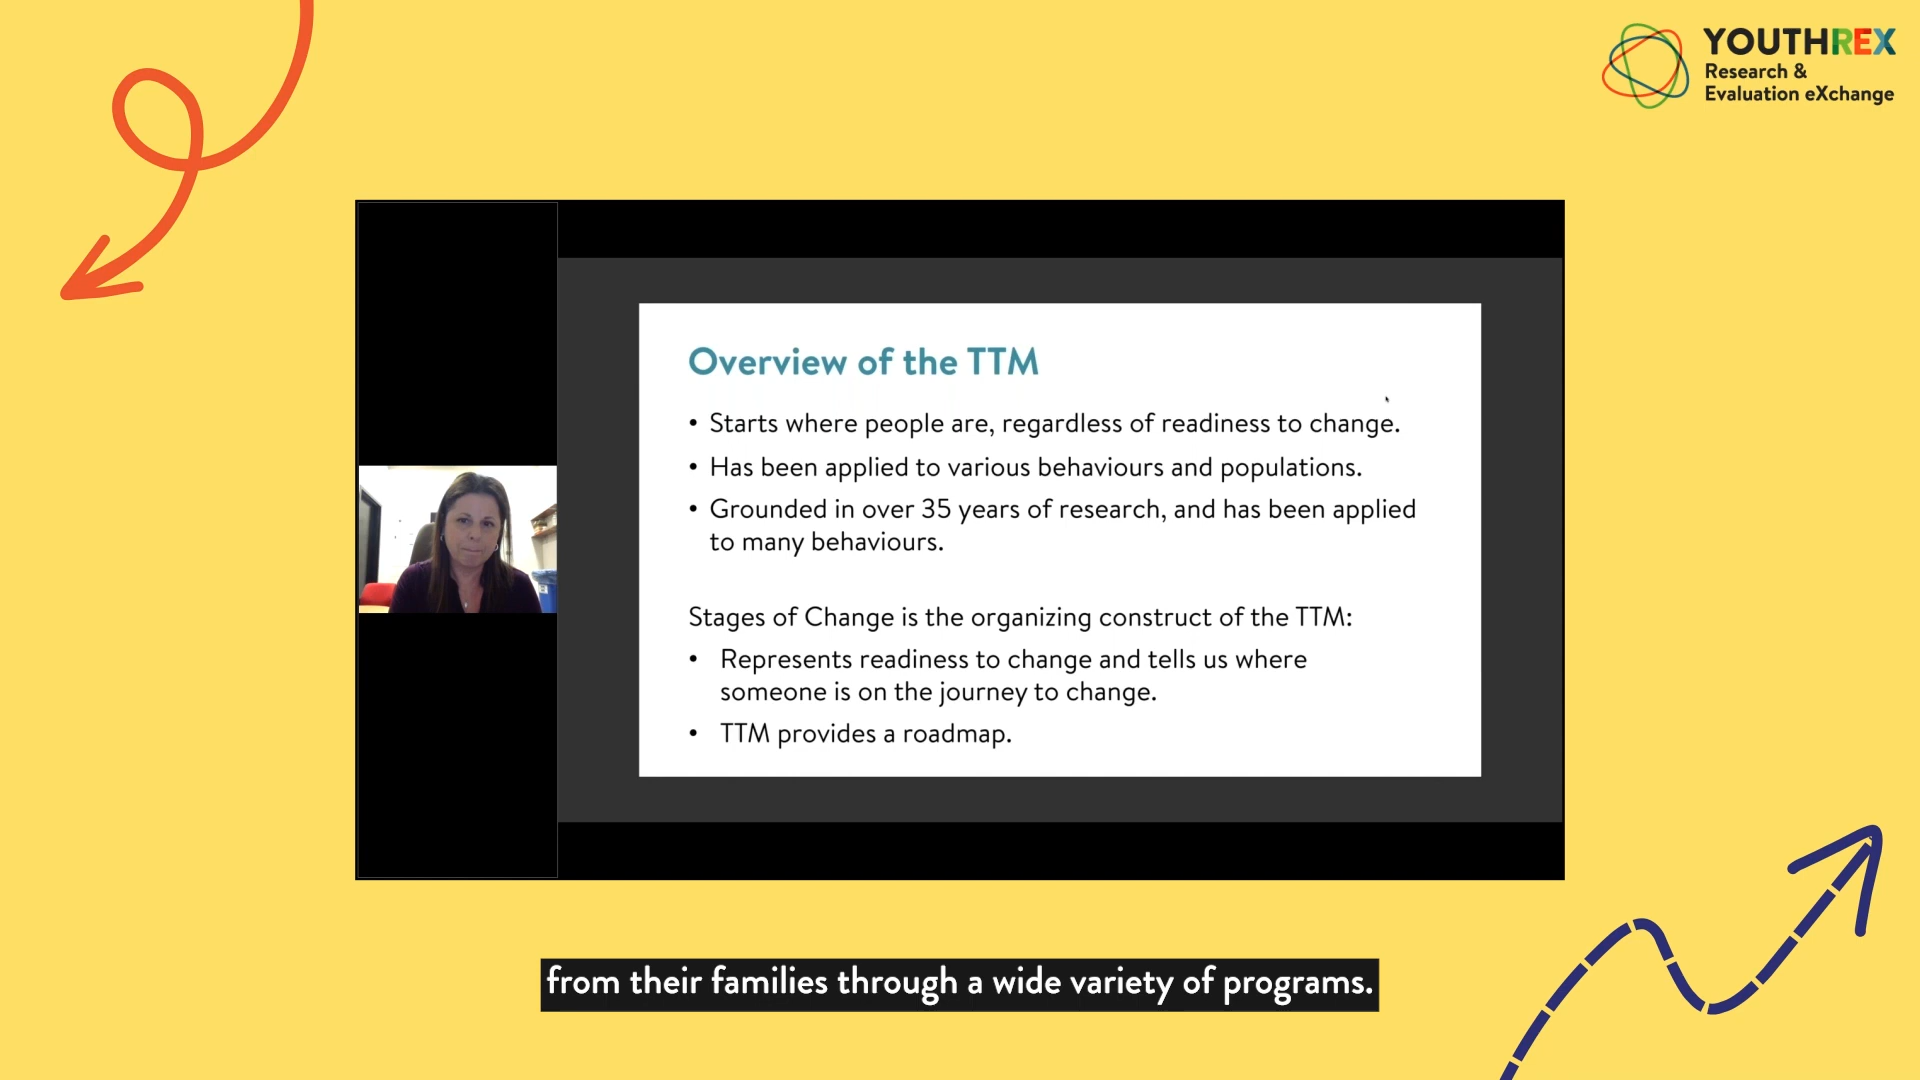 YOUTHREX
Research &
Evaluation eXchange
Overview of the TTM
• Starts where people are, regardless of readiness to change.
• Has been applied to various behaviours and populations.
• Grounded in over 35 years of research, and has been applied
to many behaviours.
Stages of Change is the organizing construct of the TTM:
• Represents readiness to change and tells us where
someone is on the journey to change.
• TTM provides a roadmap.
from their families through a wide variety of programs.